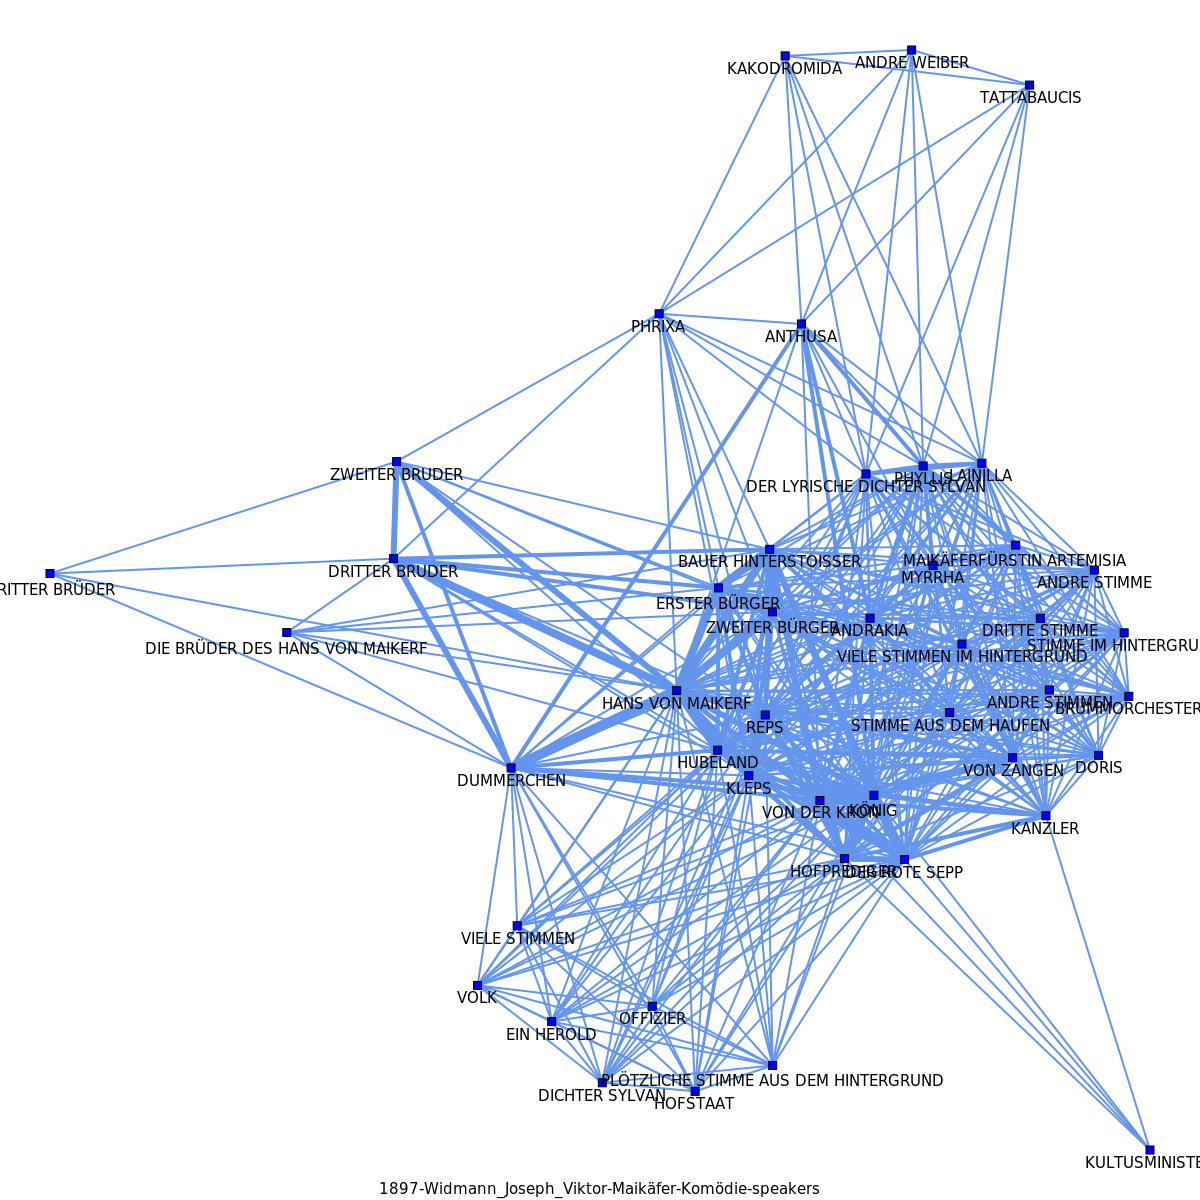 ANDRE WEIBER
KAKODROMIDA
TATTABAUCIS
PHRIXA
ANTHUSA
ZWEITER BRUDER
PHYLLIS
LAINILLA
DER LYRISCHE DICHTER SYLVAN
BAUER HINTERSTOISSER
MAIKÄFERFÜRSTIN ARTEMISIA
DRITTER BRUDER
MYRRHA
ANDRE STIMME
RITTER BRÜDER
ERSTER BÜRGER
ZWEITER BÜRGER
ANDRAKIA
DRITTE STIMME
STIMME IM HINTERGRU
DIE BRÜDER DES HANS VON MAIKERF
VIELE STIMMEN IM HINTERGRUND
HANS VON MAIKERF
ANDRE STIMMEN
BRUMMORCHESTER
REPS
STIMME AUS DEM HAUFEN
HUBELAND
VON ZANGEN
DORIS
DUMMERCHEN
KLEPS
VON DER KRON
KÖNIG
KANZLER
HOFPREDIGER
DER ROTE SEPP
VIELE STIMMEN
VOLK
OFFIZIER
EIN HEROLD
PLÖTZLICHE STIMME AUS DEM HINTERGRUND
DICHTER SYLVAN
HOFSTAAT
KULTUSMINISTE
1897-Widmann_Joseph_Viktor-Maikäfer-Komödie-speakers